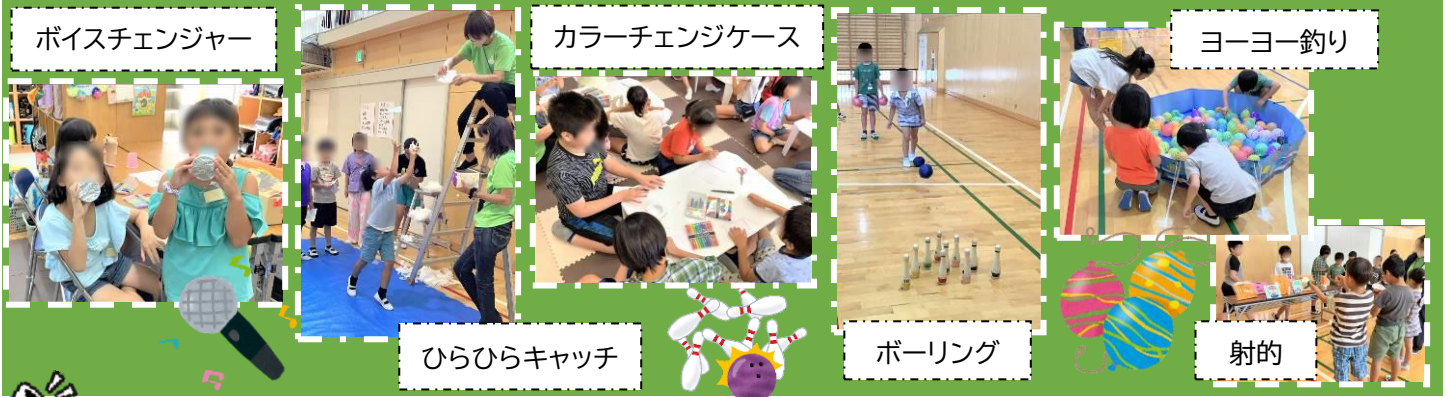 ボイスチェンジャー
ひらひらキャッチ
カラーチェンジケース
ボーリング
ヨーヨー釣り
射的